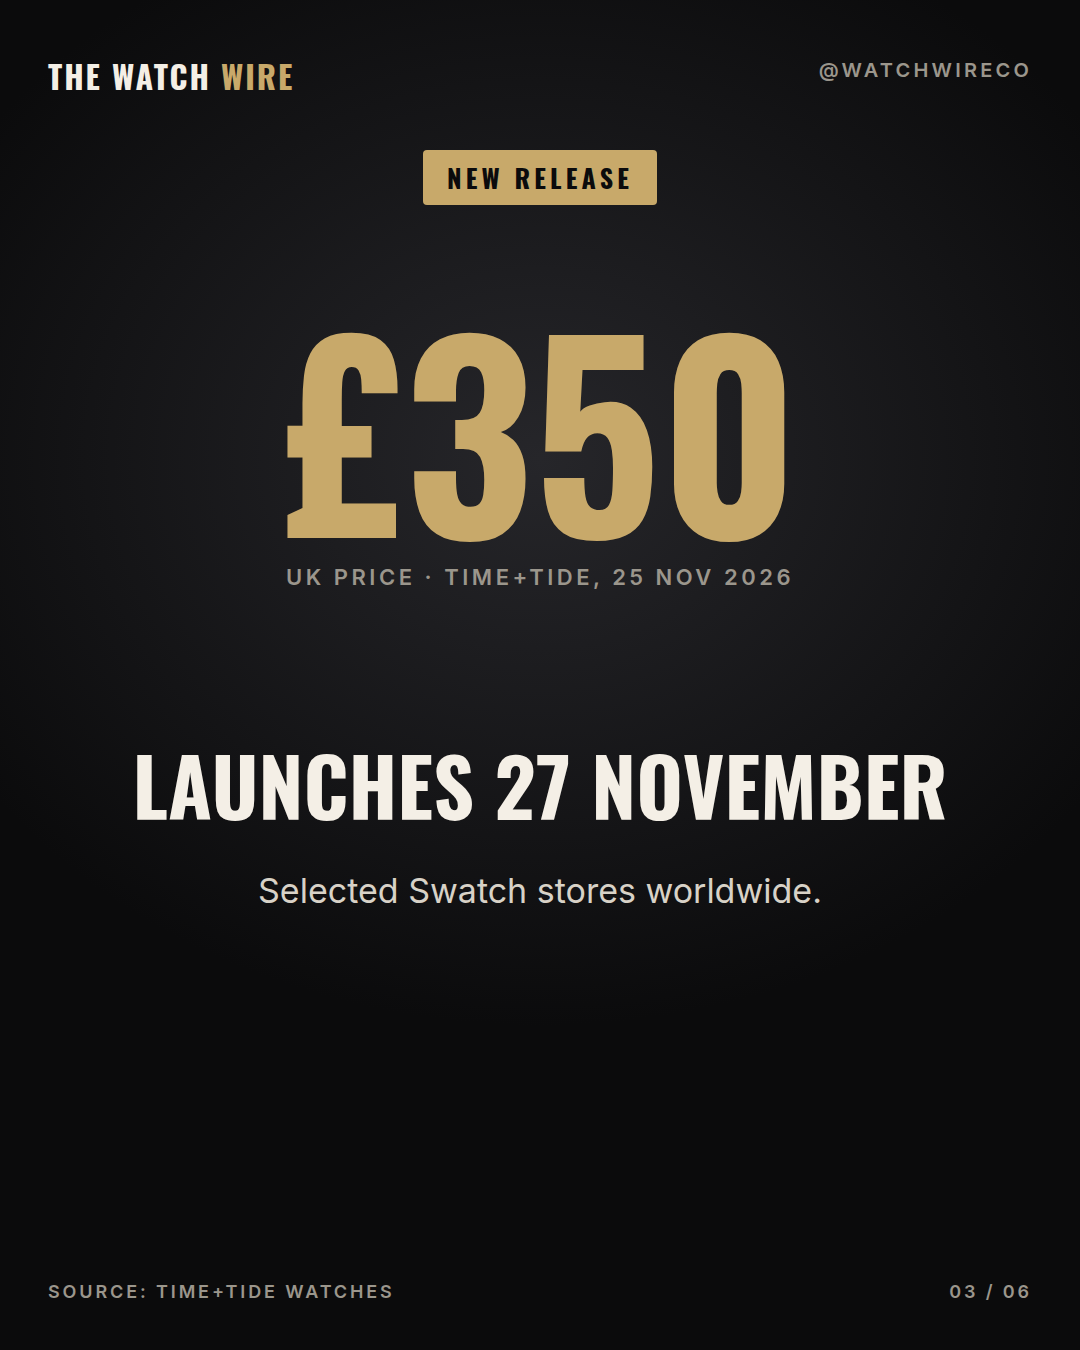 THE WATCH WIRE
@WATCHWIRECO
NEW RELEASE
£350
UK PRICE · TIME+TIDE, 25 NOV 2026
LAUNCHES 27 NOVEMBER
Selected Swatch stores worldwide.
SOURCE: TIME+TIDE WATCHES
03 / 06